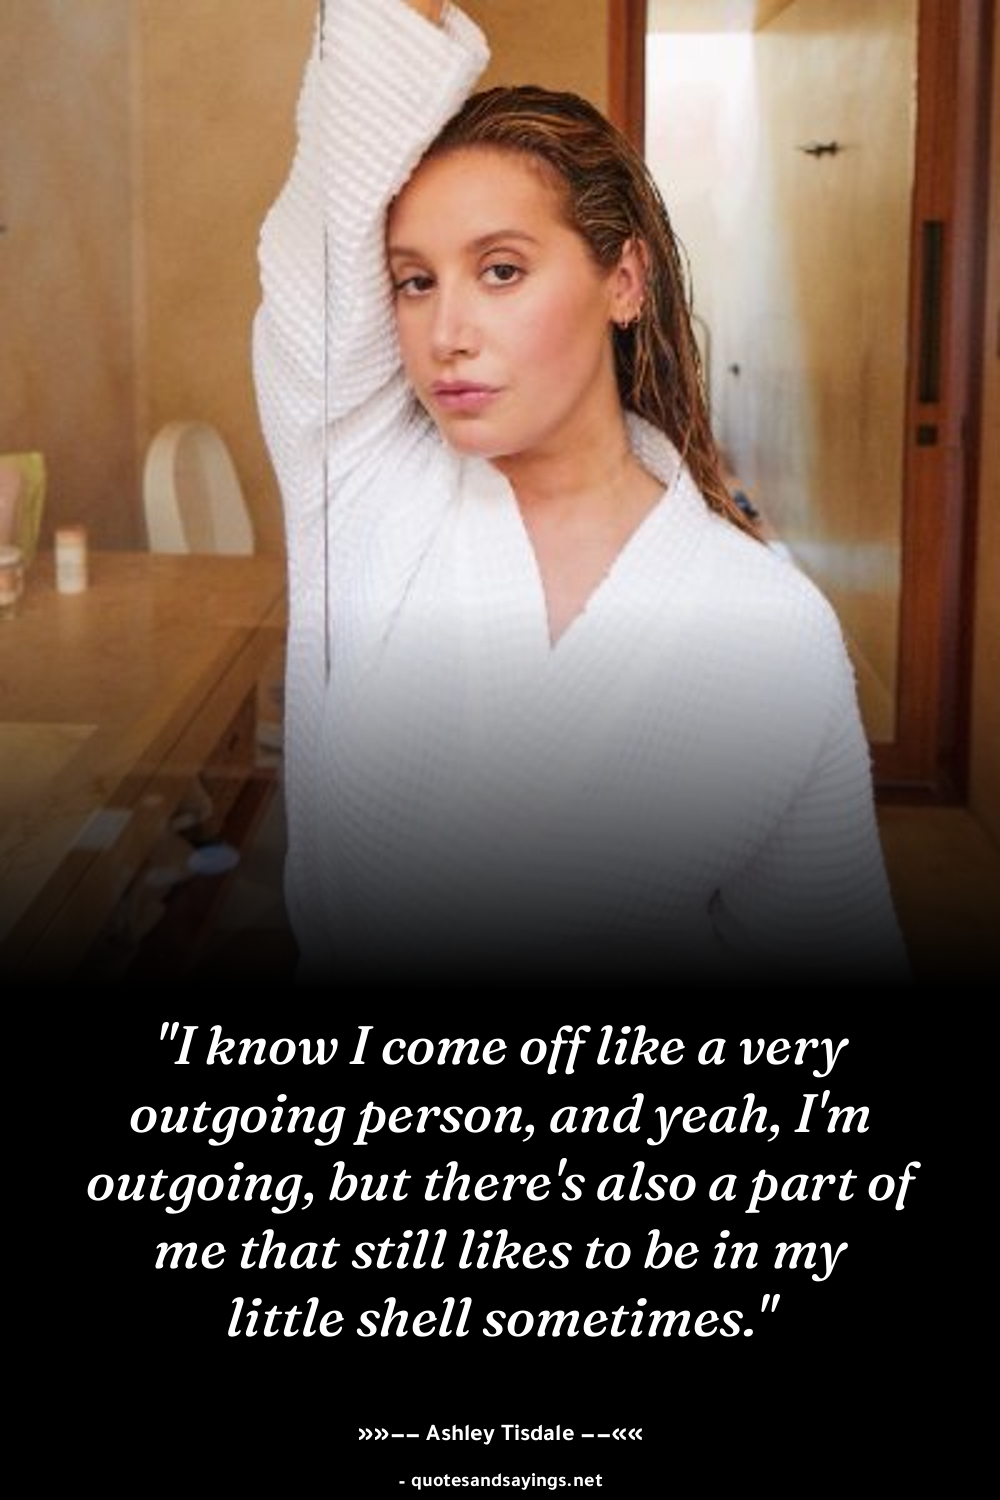 "I know I come off like a very
outgoing person, and yeah, I'm
outgoing, but there's also a part of
me that still likes to be in my
little shell sometimes."
»»−− Ashley Tisdale −−««
- quotesandsayings.net